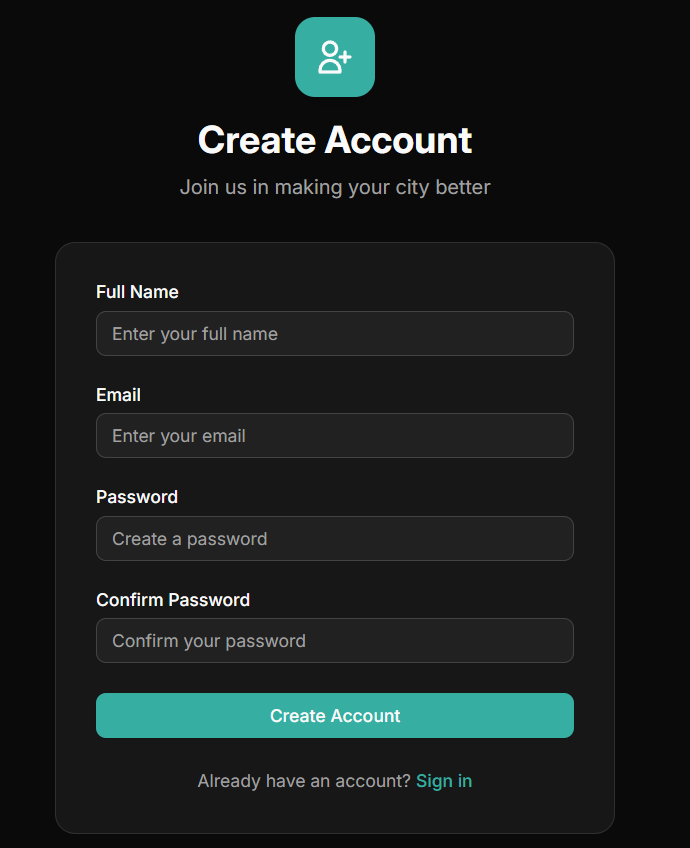 Create Account
Join us in making your city better
Full Name
Enter your full name
Email
Enter your email
Password
Create a password
Confirm Password
Confirm your password
Create Account
Already have an account? Sign in